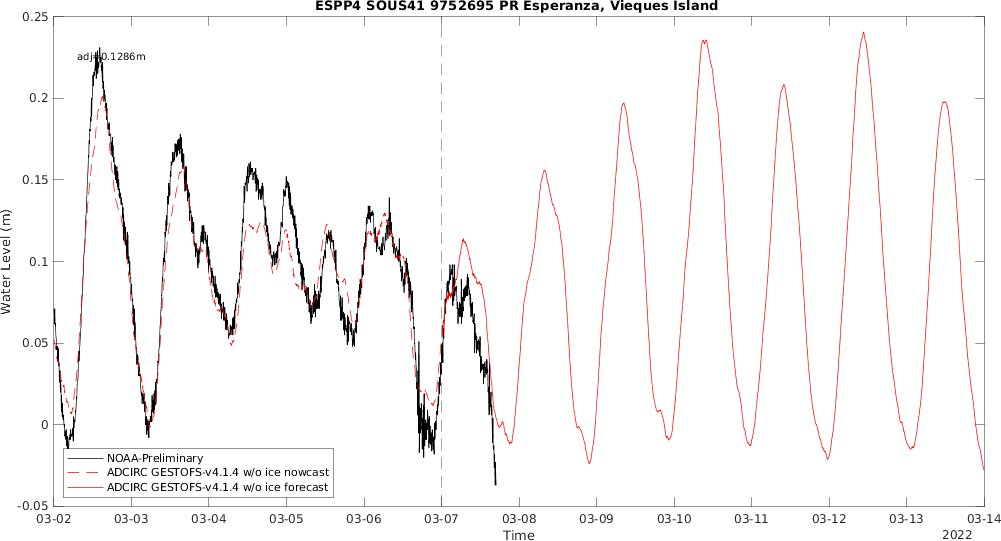 ESPP4 SOUS41 9752695 PR Esperanza, Vieques Island
0.25
adj=0.1286m
0.2
0.15
0.1
0.05
0
-0.05
Water Level (m)
NOAA-Preliminary
ADCIRC GESTOFS-v4.1.4 w/o ice nowcast
ADCIRC GESTOFS-v4.1.4 w/o ice forecast
03-02 03-03 03-04 03-05 03-06 03-07 03-08 03-09 03-10 03-11 03-12 03-13 03-14
Time
2022